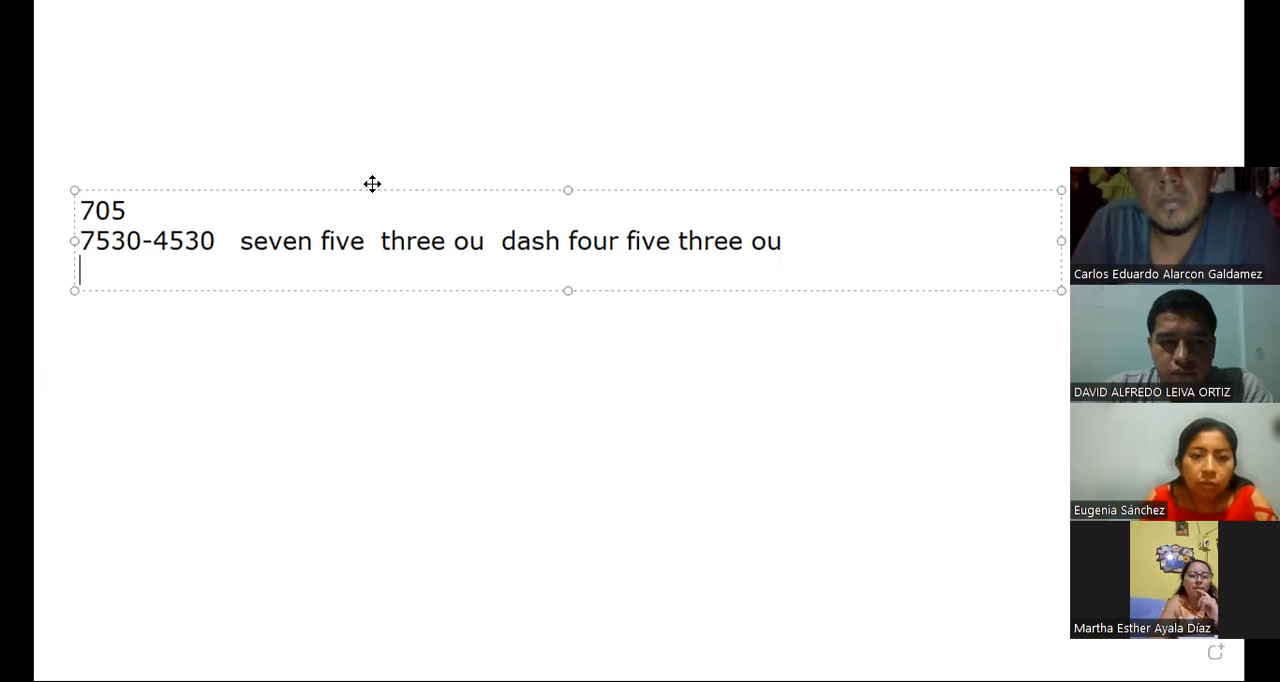 705
7530-4530   seven five  three ou  dash four five three ou
Carlos Eduardo Alarcon Galdamez
DAVID ALFREDO LEIVA ORTIZ
Eugenia Sánchez
Martha Esther Ayala Díaz